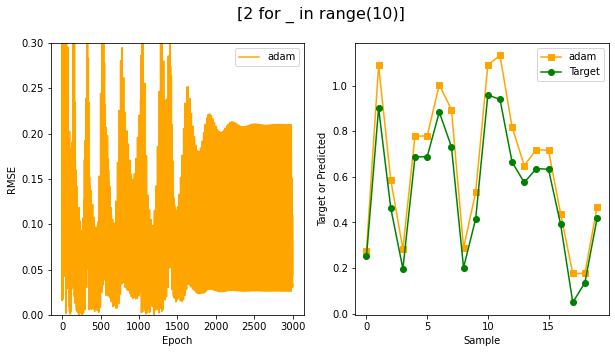 [2 for _ in range(10)]
adam
0.30
0.25
0.20
0.15
0.10
0.05
0.00
RMSE
0 500 1000 1500 2000 2500 3000
Epoch
adam
Target
1.0
0.8
0.6
0.4
0.2
0.0
Target or Predicted
0 5 10 15
Sample